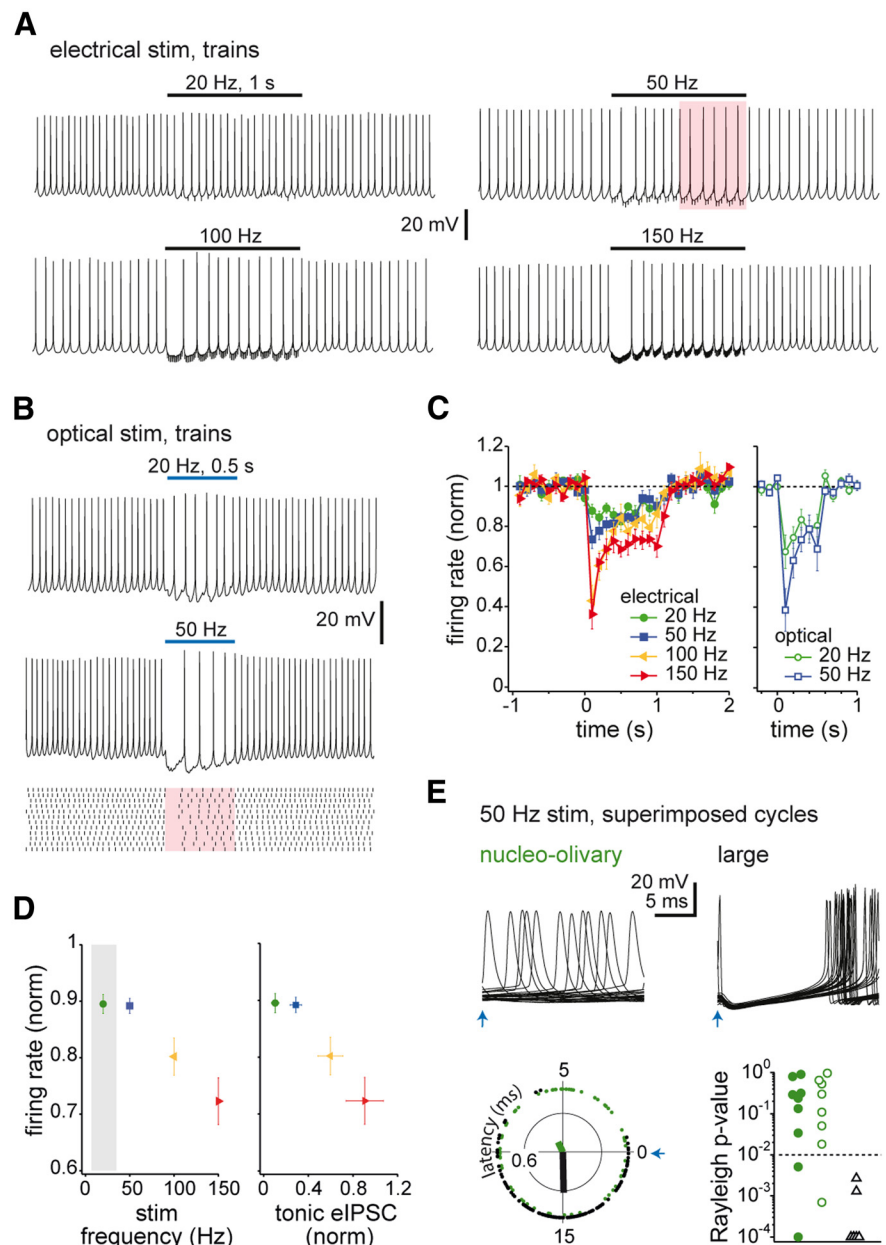 A
electrical stim, trains
20 Hz, 1 s
50 Hz
20 mV
100 Hz
150 Hz
B
optical stim, trains
20 Hz, 0.5 s
20 mV
50 Hz
C
firing rate (norm)
1.2
1
0.8
0.6
0.4
0.2
0
electrical
20 Hz
50 Hz
100 Hz
150 Hz
-1
0
1
2
time (s)
optical
20 Hz
50 Hz
0
1
time (s)
D
firing rate (norm)
1
0.9
0.8
0.7
0.6
0
50
100
150
stim
frequency (Hz)
0
0.4
0.8
1.2
tonic eIPSC
(norm)
E
50 Hz stim, superimposed cycles
nucleo-olivary
large
20 mV
5 ms
5
latency (ms)
0.6
0
15
Rayleigh p-value
10⁰
10⁻¹
10⁻²
10⁻³
10⁻⁴